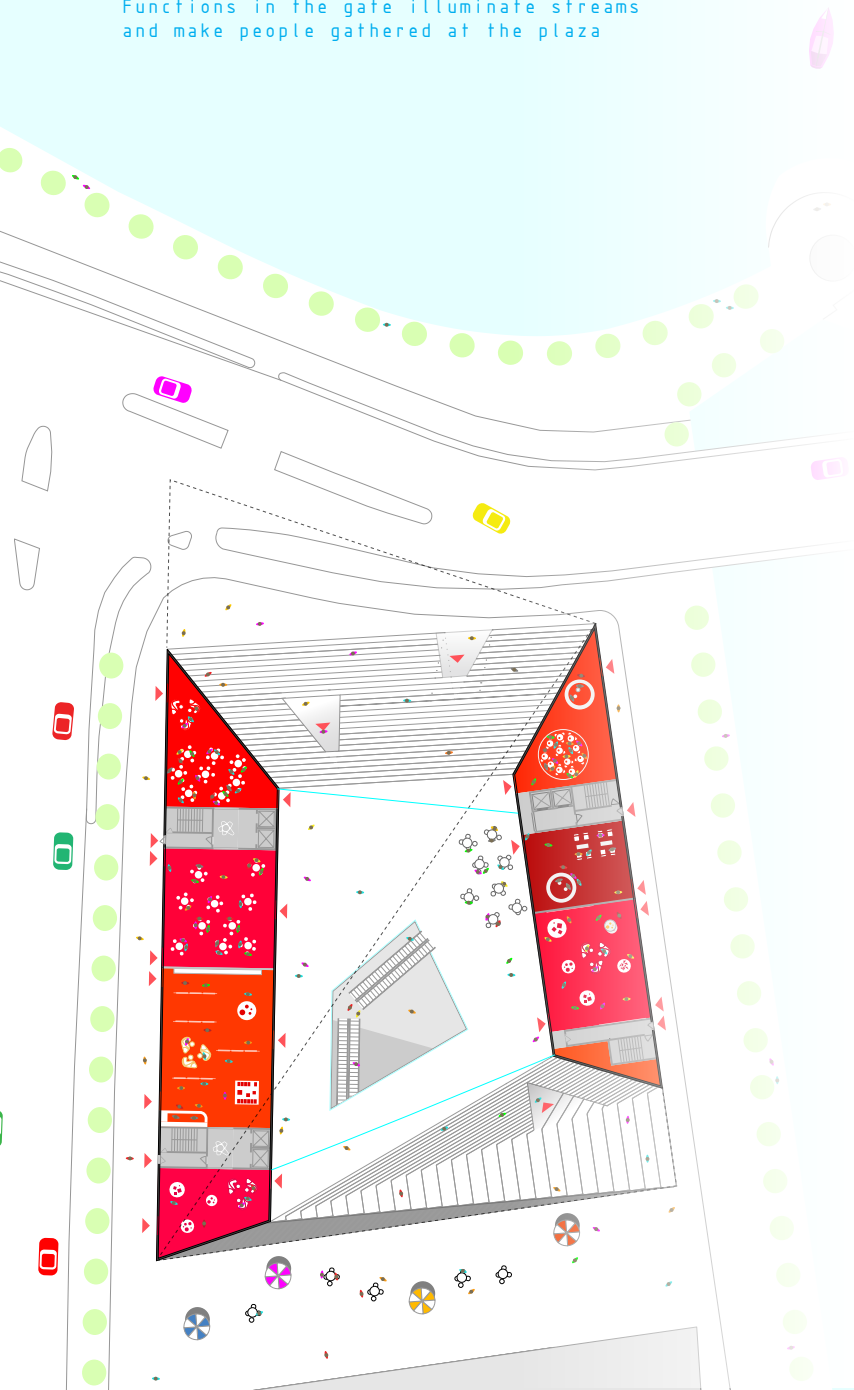 Functions in the gate illuminate streams
and make people gathered at the plaza